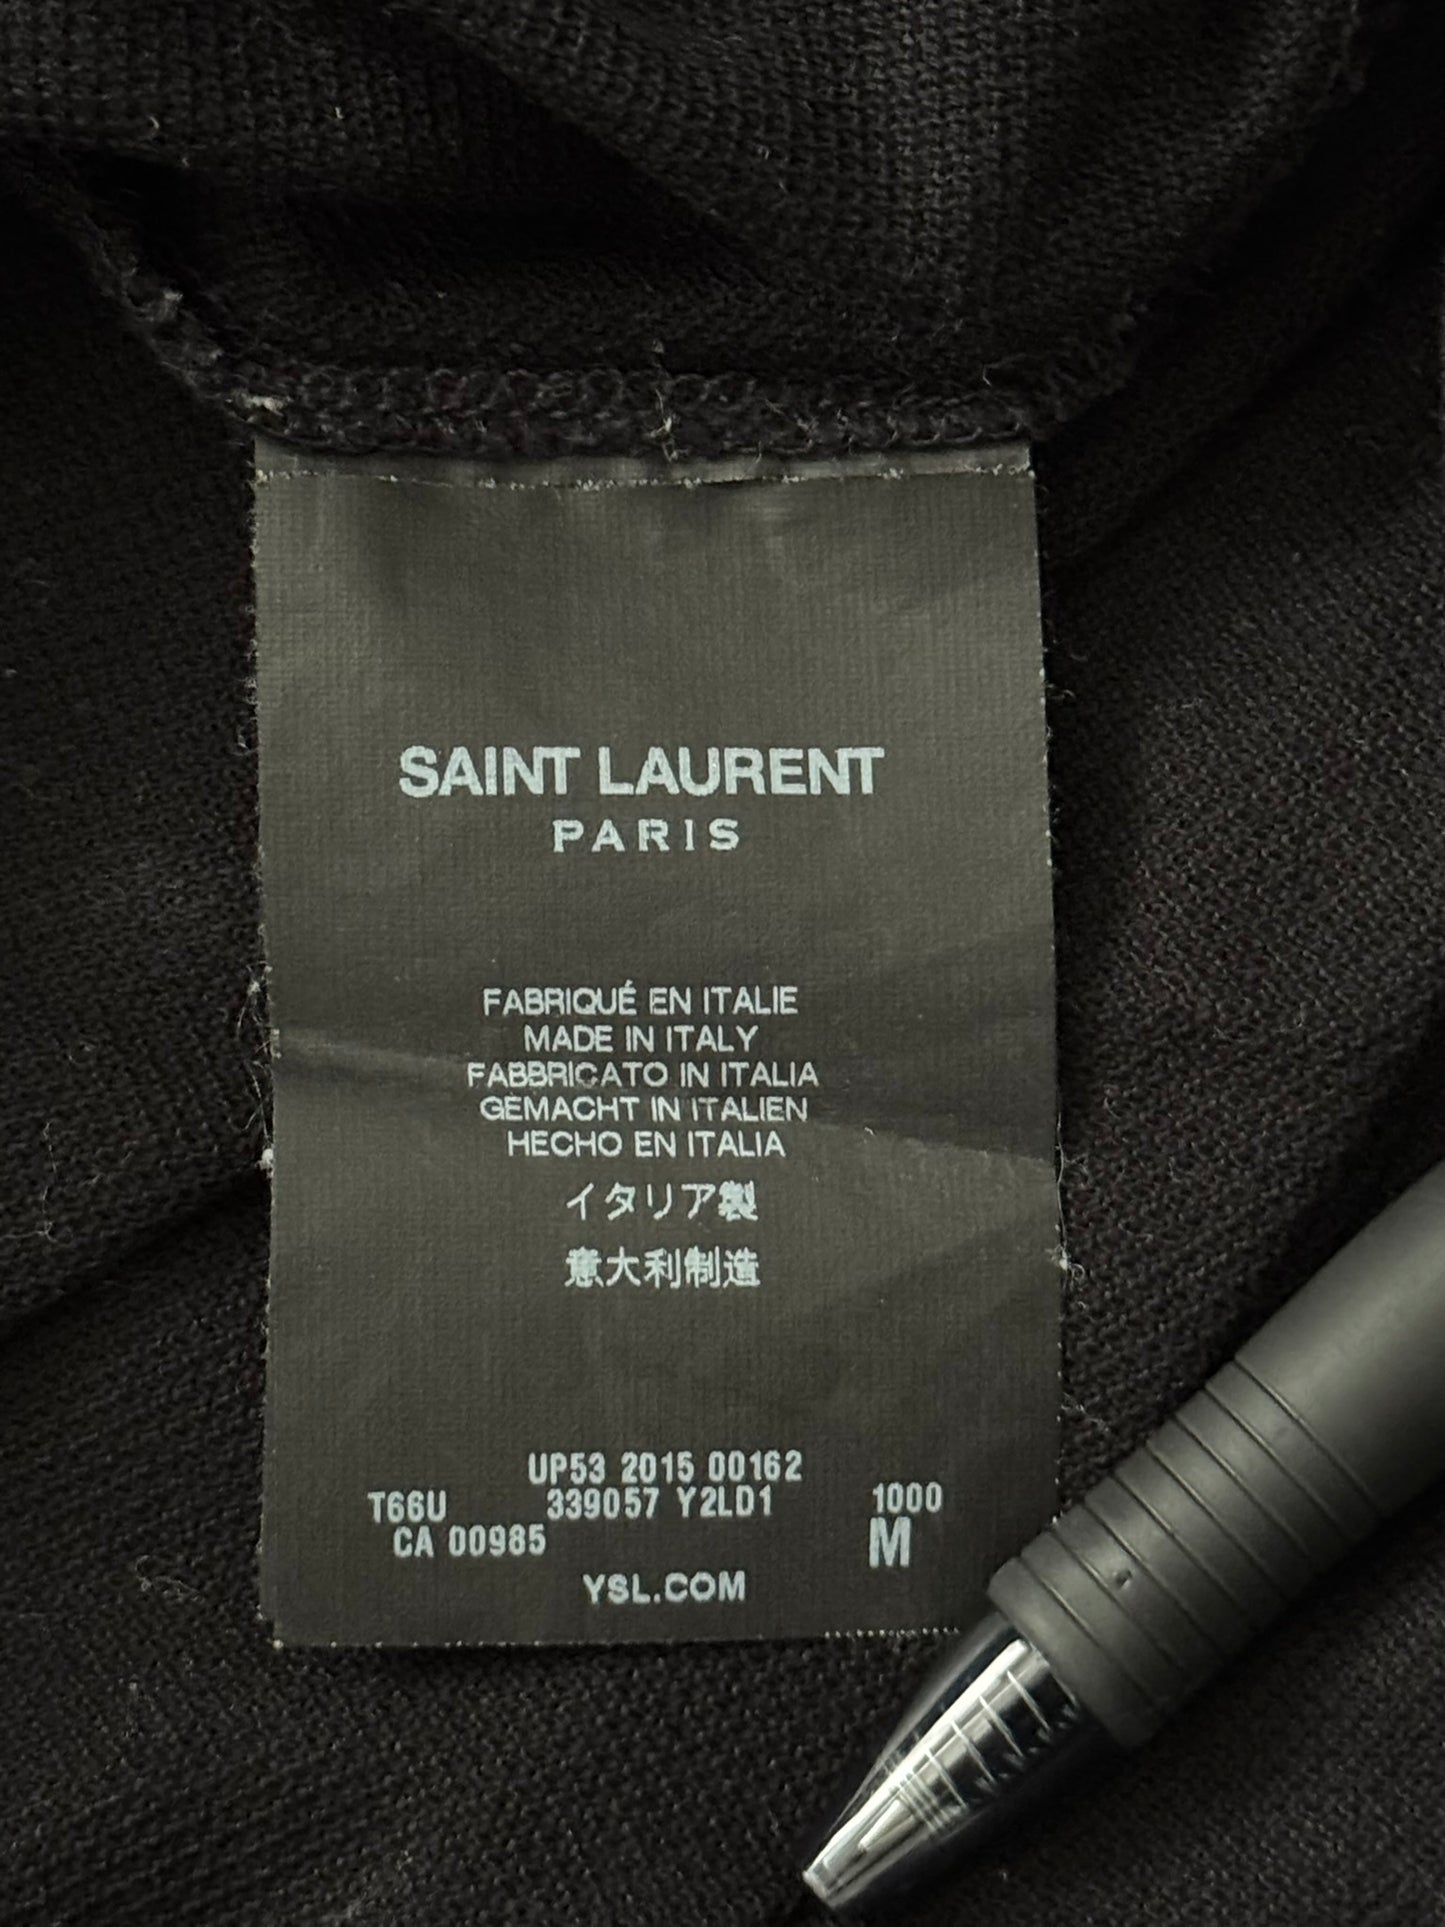 SAINT LAURENT
PARIS
FABRIQUÉ EN ITALIE
MADE IN ITALY
FABBRICATO IN ITALIA
GEMACHT IN ITALIEN
HECHO EN ITALIA
イタリア製
意大利制造
UP53 2015 00162
T66U 339057 Y2LD1 1000
CA 00985 M
YSL.COM